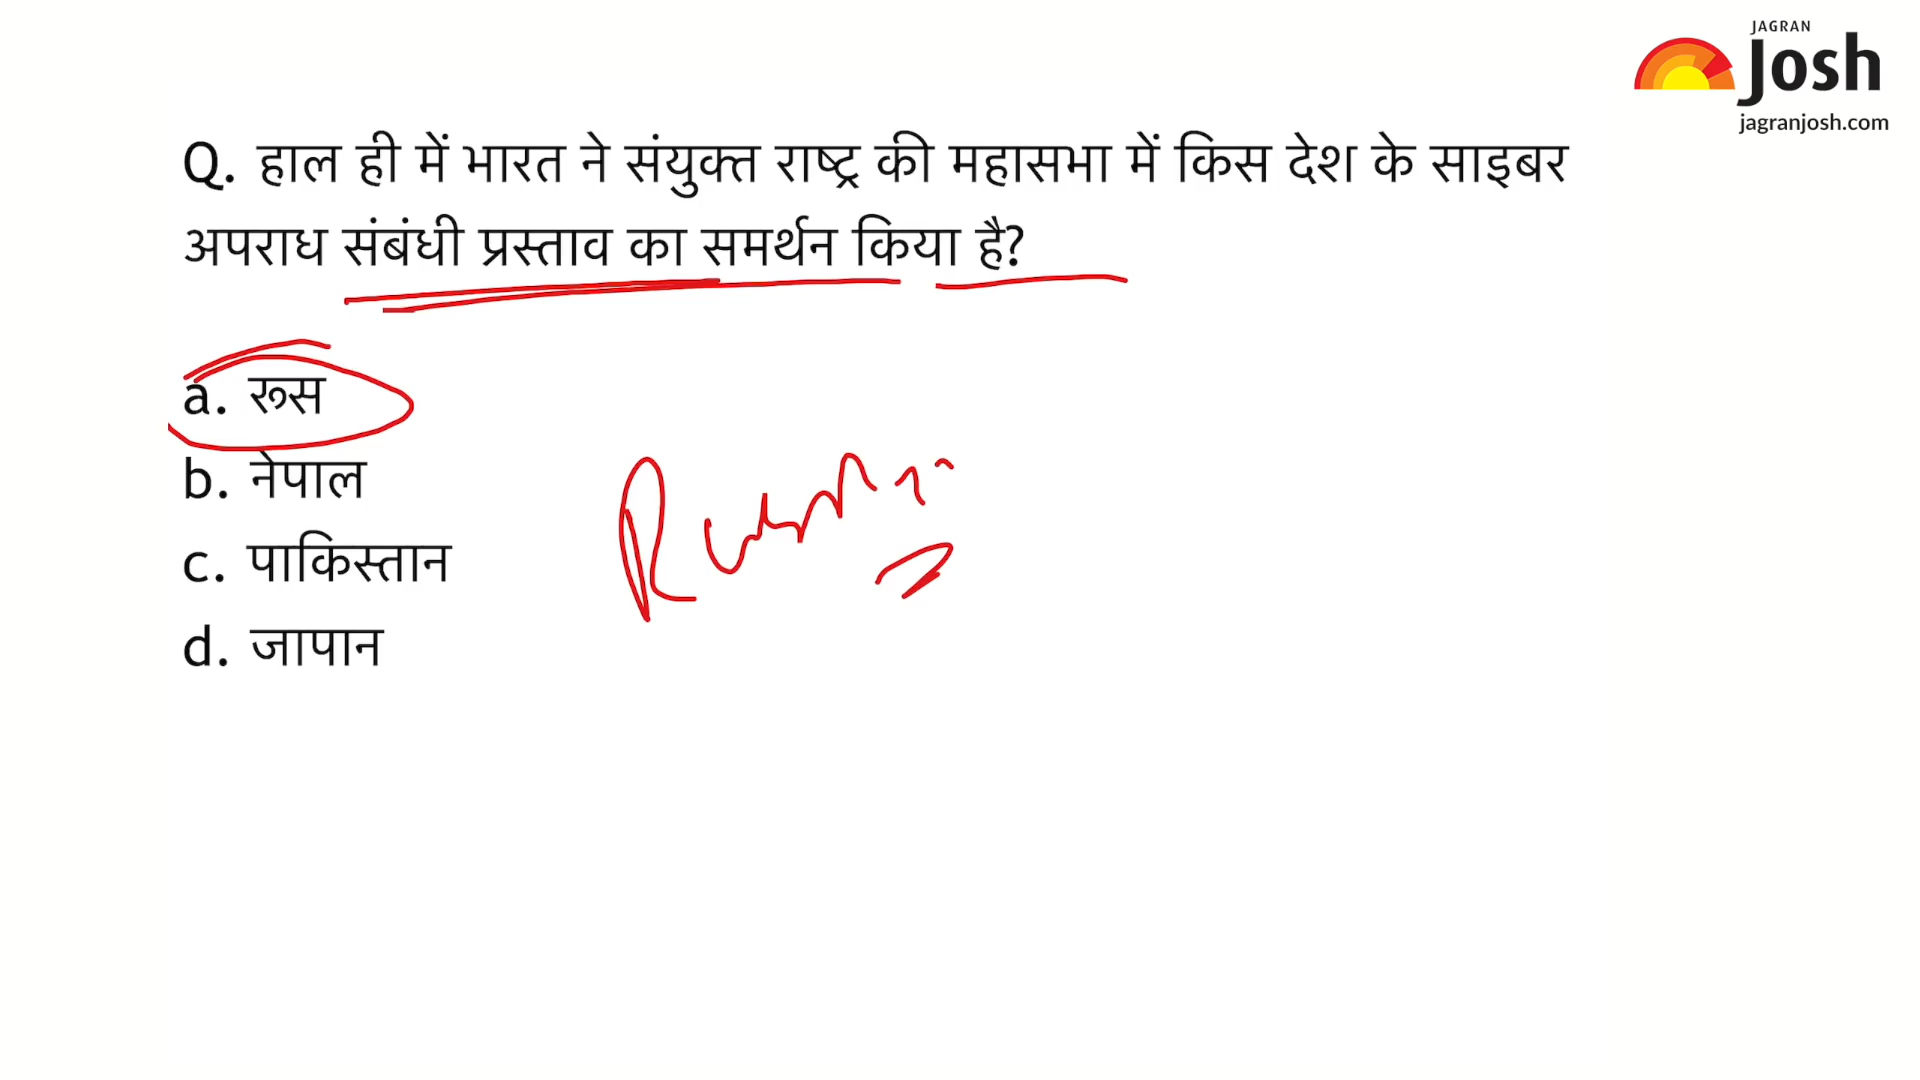 JAGRAN
Josh
jagranjosh.com
Q. हाल ही में भारत ने संयुक्त राष्ट्र की महासभा में किस देश के साइबर
अपराध संबंधी प्रस्ताव का समर्थन किया है?
a. रूस
b. नेपाल
c. पाकिस्तान
d. जापान